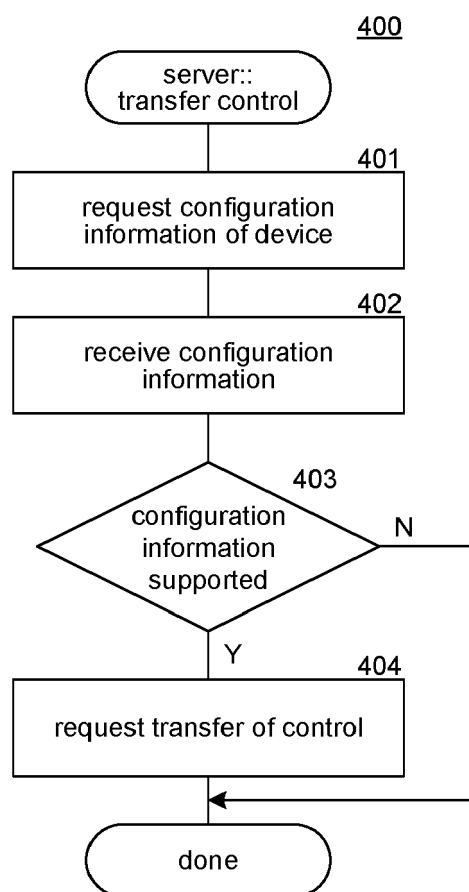 400
server::
transfer control
401
request configuration
information of device
402
receive configuration
information
403
configuration
information
supported
N
Y
404
request transfer of control
done